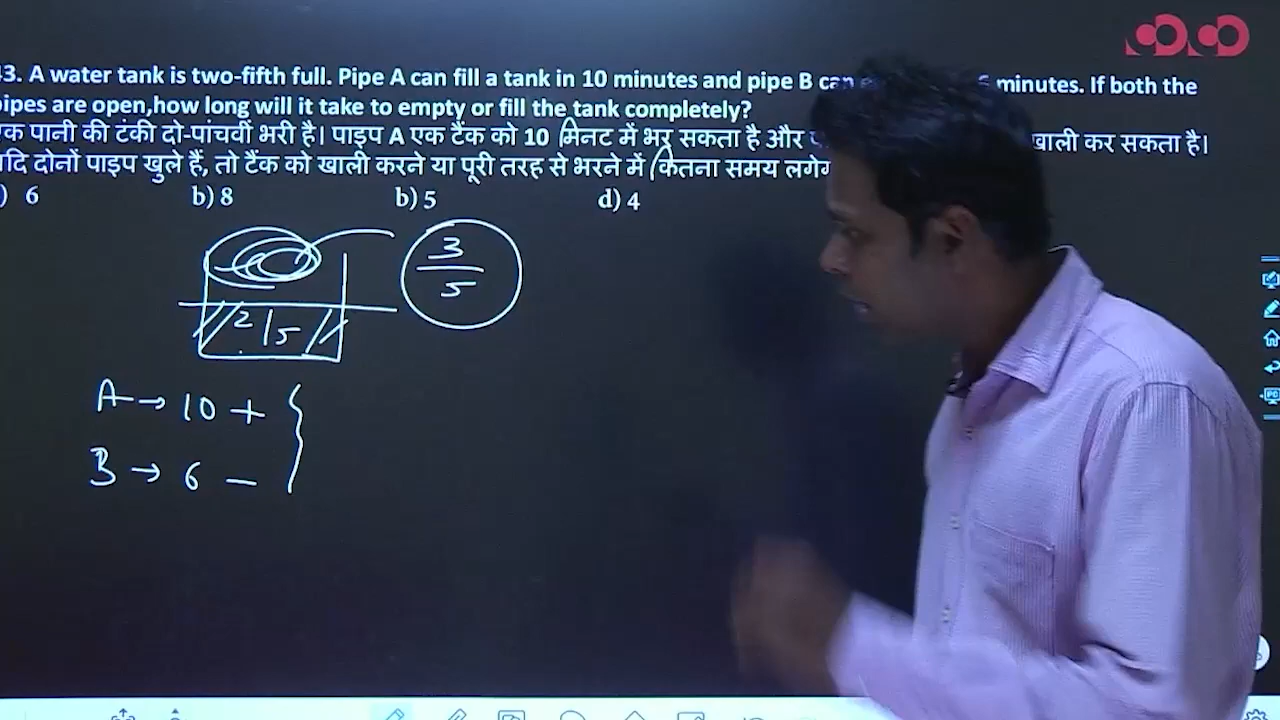 3. A water tank is two-fifth full. Pipe A can fill a tank in 10 minutes and pipe B can minutes. If both the
ipes are open,how long will it take to empty or fill the tank completely?
एक पानी की टंकी दो-पांचवीं भरी है। पाइप A एक टैंक को 10 मिनट में भर सकता है और खाली कर सकता है।
यदि दोनों पाइप खुले हैं, तो टैंक को खाली करने या पूरी तरह से भरने में कितना समय
) 6 b) 8 b) 5 d) 4
3/5
2/5
A → 10 +
B → 6 −